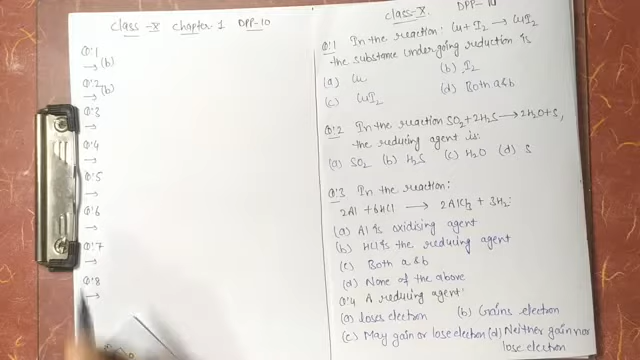 Class -X Chapter-1 DPP-10
Q:1
→ (b)
Q:2
→ (b)
Q:3
→
Q:4
→
Q:5
→
Q:6
→
Q:7
→
Q:8
→
Class-X. DPP-10
Q:1 In the reaction: Cu + I₂ → CuI₂
the substance undergoing reduction is
(a) Cu (b) I₂
(c) CuI₂ (d) Both a&b
Q:2 In the reaction SO₂+2H₂S→2H₂O+S,
the reducing agent is:
(a) SO₂ (b) H₂S (c) H₂O (d) S
Q:3 In the reaction:
2Al + 6HCl → 2AlCl₃ + 3H₂:
(a) Al is oxidising agent
(b) HCl is the reducing agent
(c) Both a&b
(d) None of the above
Q:4 A reducing agent:
(a) loses electron (b) Gains electron
(c) May gain or lose electron (d) Neither gain nor
lose electron